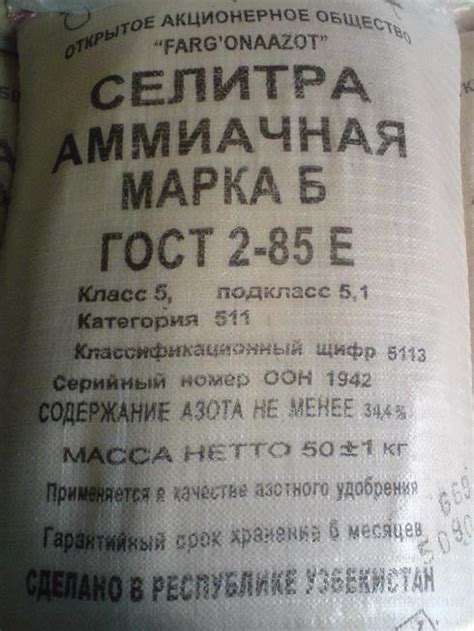 ОТКРЫТОЕ АКЦИОНЕРНОЕ ОБЩЕСТВО
"FARG'ONAAZOT"
СЕЛИТРА
АММИАЧНАЯ
МАРКА Б
ГОСТ 2-85 Е
Класс 5, подкласс 5,1
Категория 511
Классификационный шифр 5113
Серийный номер ООН 1942
СОДЕРЖАНИЕ АЗОТА НЕ МЕНЕЕ 34,4%
МАССА НЕТТО 50±1 кг
Применяется в качестве азотного удобрения
Гарантийный срок хранения 6 месяцев
СДЕЛАНО В РЕСПУБЛИКЕ УЗБЕКИСТАН